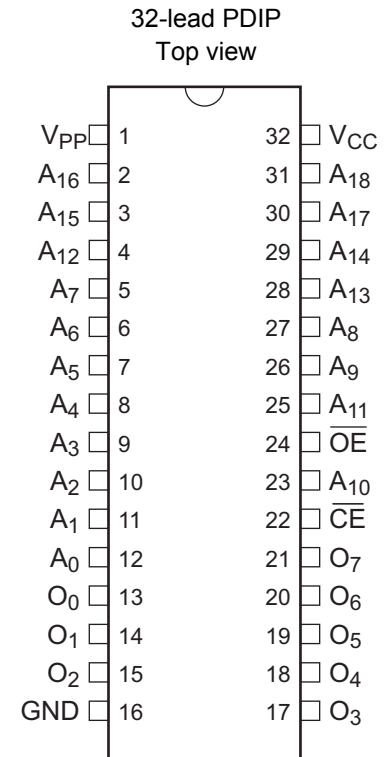 32-lead PDIP
Top view
VPP 1 32 VCC
A16 2 31 A18
A15 3 30 A17
A12 4 29 A14
A7 5 28 A13
A6 6 27 A8
A5 7 26 A9
A4 8 25 A11
A3 9 24 O̅E̅
A2 10 23 A10
A1 11 22 C̅E̅
A0 12 21 O7
O0 13 20 O6
O1 14 19 O5
O2 15 18 O4
GND 16 17 O3